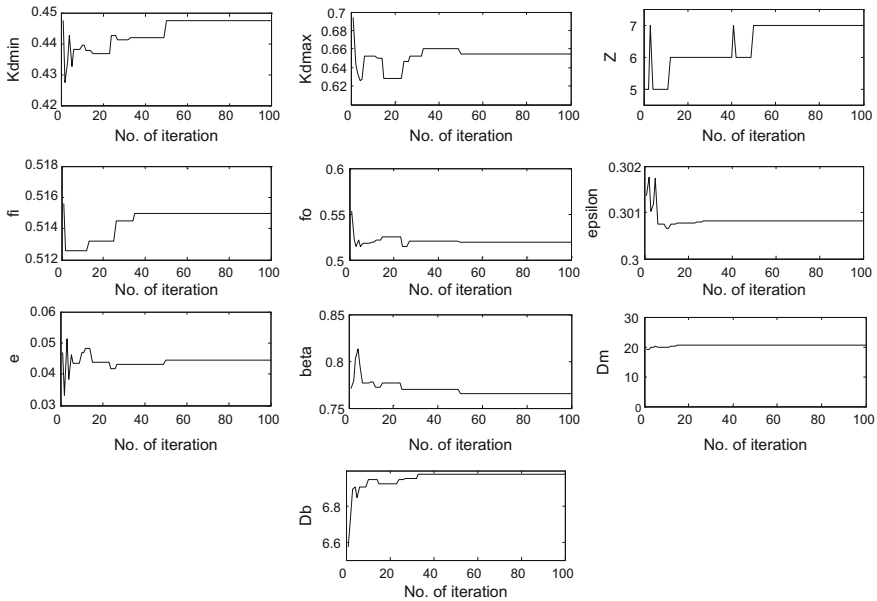 Kdmin
0.45
0.44
0.43
0.42
0 20 40 60 80 100
No. of iteration
Kdmax
0.7
0.66
0.64
0.62
0 20 40 60 80 100
No. of iteration
Z
7
6
5
0 20 40 60 80 100
No. of iteration
fi
0.518
0.516
0.514
0.512
0 20 40 60 80 100
No. of iteration
fo
0.6
0.55
0.5
0 20 40 60 80 100
No. of iteration
epsilon
0.302
0.301
0.3
0 20 40 60 80 100
No. of iteration
e
0.06
0.05
0.04
0.03
0 20 40 60 80 100
No. of iteration
beta
0.85
0.8
0.75
0 20 40 60 80 100
No. of iteration
Dm
30
20
10
0
0 20 40 60 80 100
No. of iteration
Db
6.8
6.6
0 20 40 60 80 100
No. of iteration